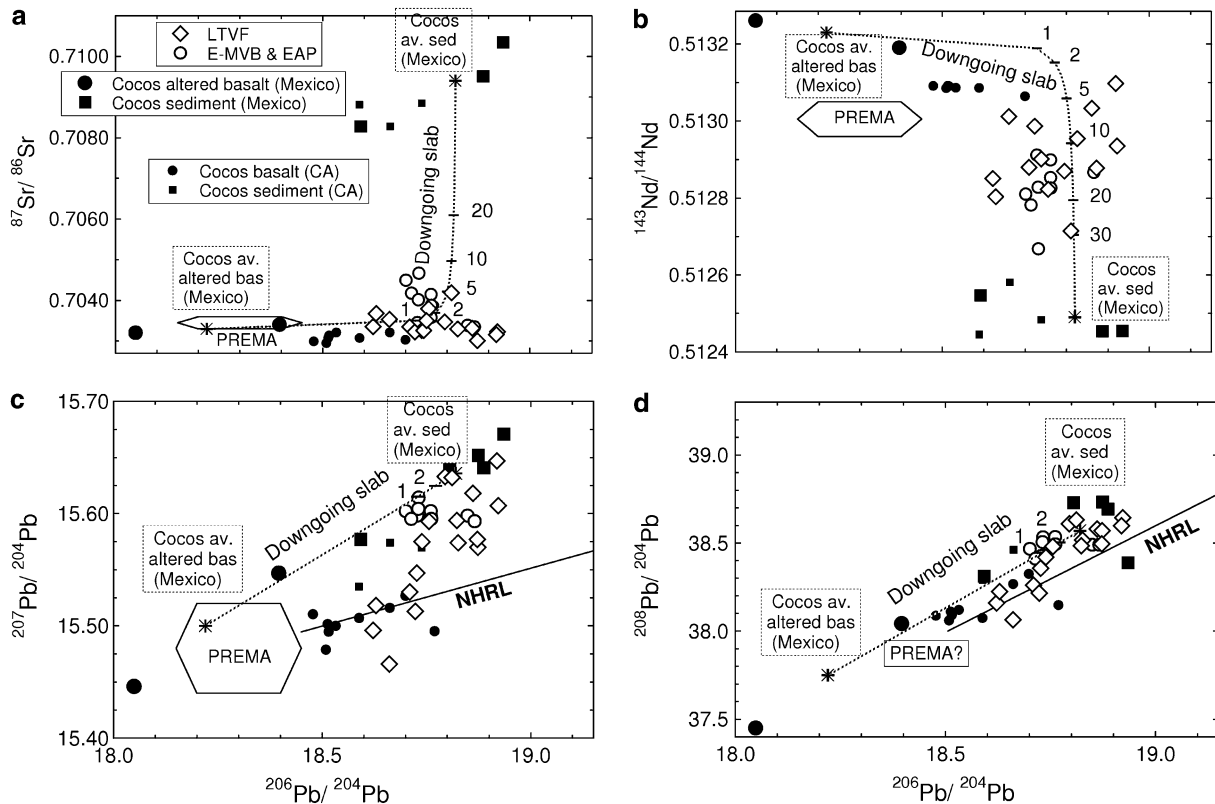 a
LTVF
E-MVB & EAP
Cocos altered basalt (Mexico)
Cocos sediment (Mexico)
Cocos
av. sed
(Mexico)
Cocos basalt (CA)
Cocos sediment (CA)
Cocos av.
altered bas
(Mexico)
PREMA
Downgoing slab
20
10
5
2
1
0.7100
0.7080
0.7060
0.7040
87Sr/ 86Sr
b
Cocos av.
altered bas
(Mexico)
Downgoing slab
PREMA
1
2
5
10
20
30
Cocos
av. sed
(Mexico)
0.5132
0.5130
0.5128
0.5126
0.5124
143Nd/144Nd
c
Cocos
av. sed
(Mexico)
Downgoing slab
1
2
Cocos av.
altered bas
(Mexico)
PREMA
NHRL
15.70
15.60
15.50
15.40
207Pb/ 204Pb
18.0
18.5
19.0
206Pb/ 204Pb
d
Cocos
av. sed
(Mexico)
Downgoing slab
1
2
Cocos av.
altered bas
(Mexico)
PREMA?
NHRL
39.0
38.5
38.0
37.5
208Pb/ 204Pb
18.0
18.5
19.0
206Pb/ 204Pb